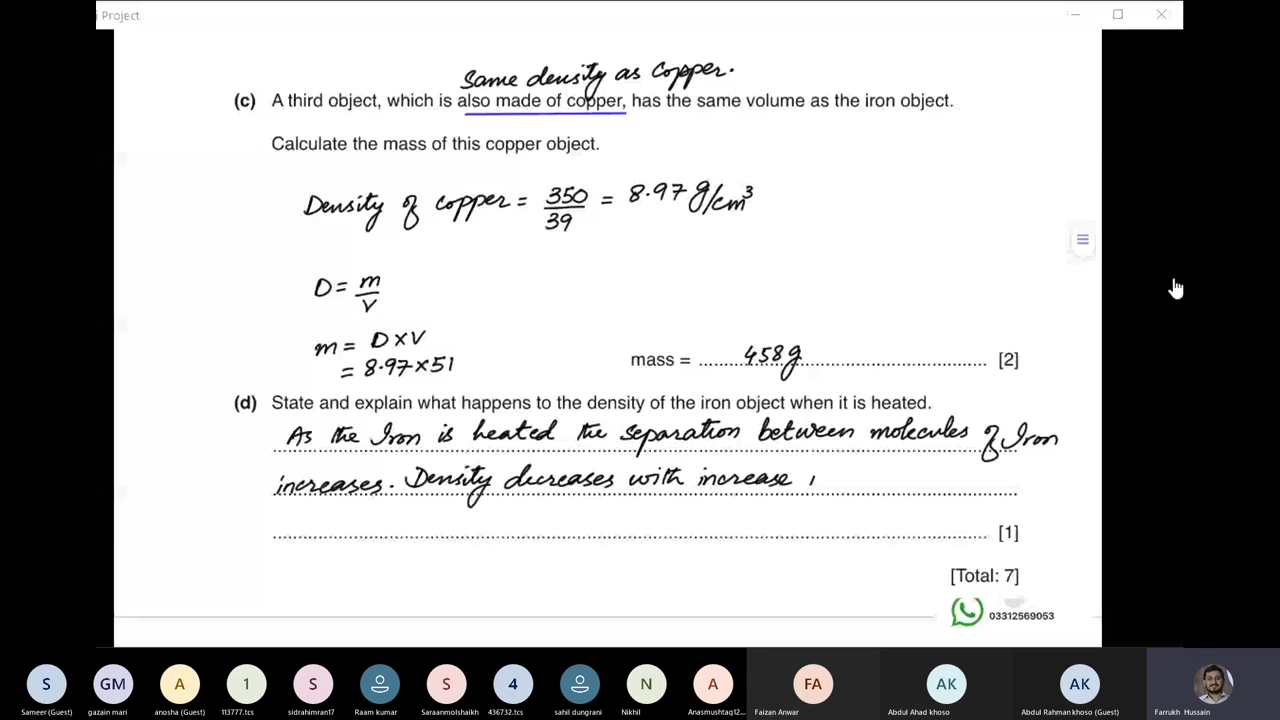 Project
Same density as copper.
(c) A third object, which is also made of copper, has the same volume as the iron object.
Calculate the mass of this copper object.
Density of copper = 350/39 = 8.97 g/cm³
D = m/V
m = D×V
= 8.97×51
mass = 458g [2]
(d) State and explain what happens to the density of the iron object when it is heated.
As the Iron is heated the separation between molecules of Iron
increases. Density decreases with increase
[1]
[Total: 7]
03312569053
S GM A 1 S S 4 N A FA AK AK
Sameer (Guest) gazain mari anosha (Guest) 113777.tcs sidrahimran17 Raam kumar Saraanmolshaikh 436732.tcs sahil dungrani Nikhil Anasmushtaq12... Faizan Anwar Abdul Ahad khoso Abdul Rahman khoso (Guest) Farrukh Hussain